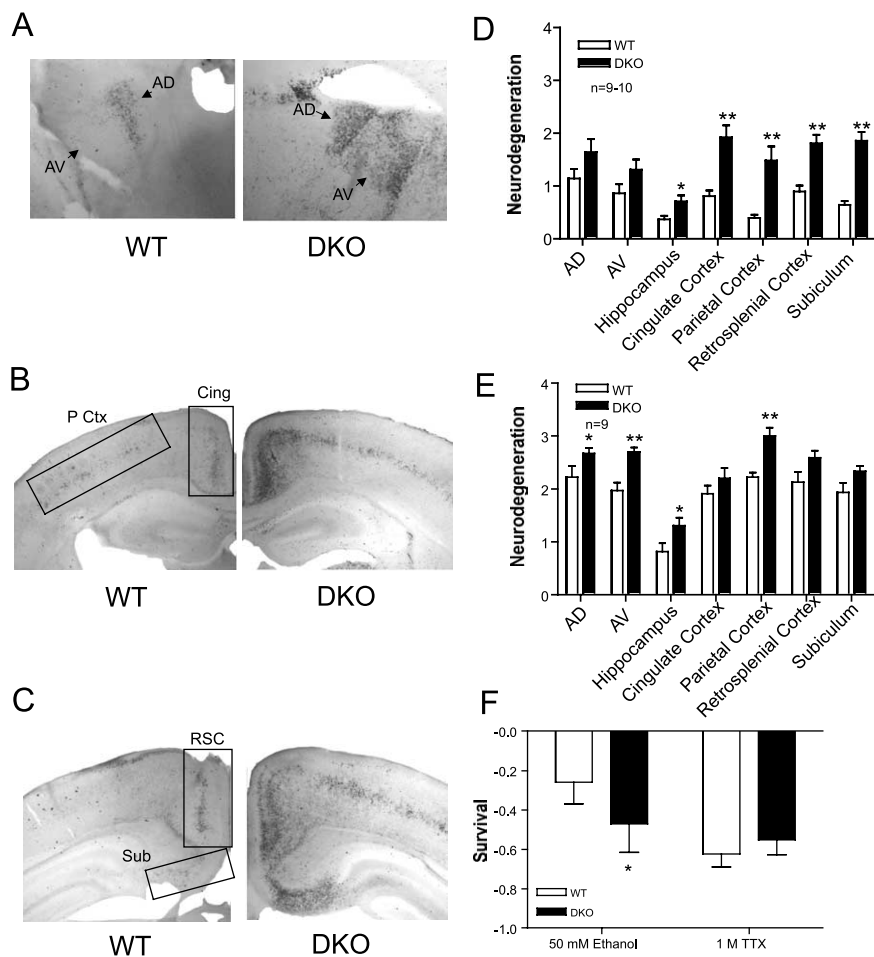 A
AD
AV
WT
AD
AV
DKO
B
P Ctx
Cing
WT
DKO
C
RSC
Sub
WT
DKO
D
WT
DKO
n=9-10
Neurodegeneration
4
3
2
1
0
*
**
**
**
**
AD
AV
Hippocampus
Cingulate Cortex
Parietal Cortex
Retrosplenial Cortex
Subiculum
E
WT
DKO
n=9
Neurodegeneration
4
3
2
1
0
*
**
*
**
AD
AV
Hippocampus
Cingulate Cortex
Parietal Cortex
Retrosplenial Cortex
Subiculum
F
Survival
-0.0
-0.2
-0.4
-0.6
-0.8
-1.0
*
WT
DKO
50 mM Ethanol
1 M TTX